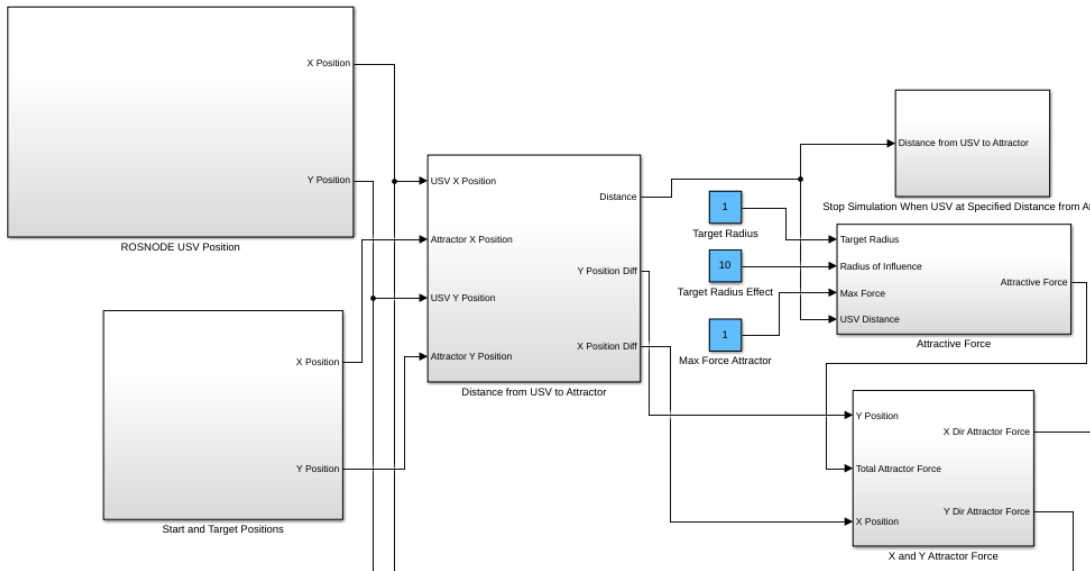 X Position
Y Position
ROSNODE USV Position
X Position
Y Position
Start and Target Positions
USV X Position
Attractor X Position
USV Y Position
Attractor Y Position
Distance
Y Position Diff
X Position Diff
Distance from USV to Attractor
1
Target Radius
10
Target Radius Effect
1
Max Force Attractor
Distance from USV to Attractor
Stop Simulation When USV at Specified Distance from
Target Radius
Radius of Influence
Max Force
USV Distance
Attractive Force
Attractive Force
Y Position
Total Attractor Force
X Position
X Dir Attractor Force
Y Dir Attractor Force
X and Y Attractor Force